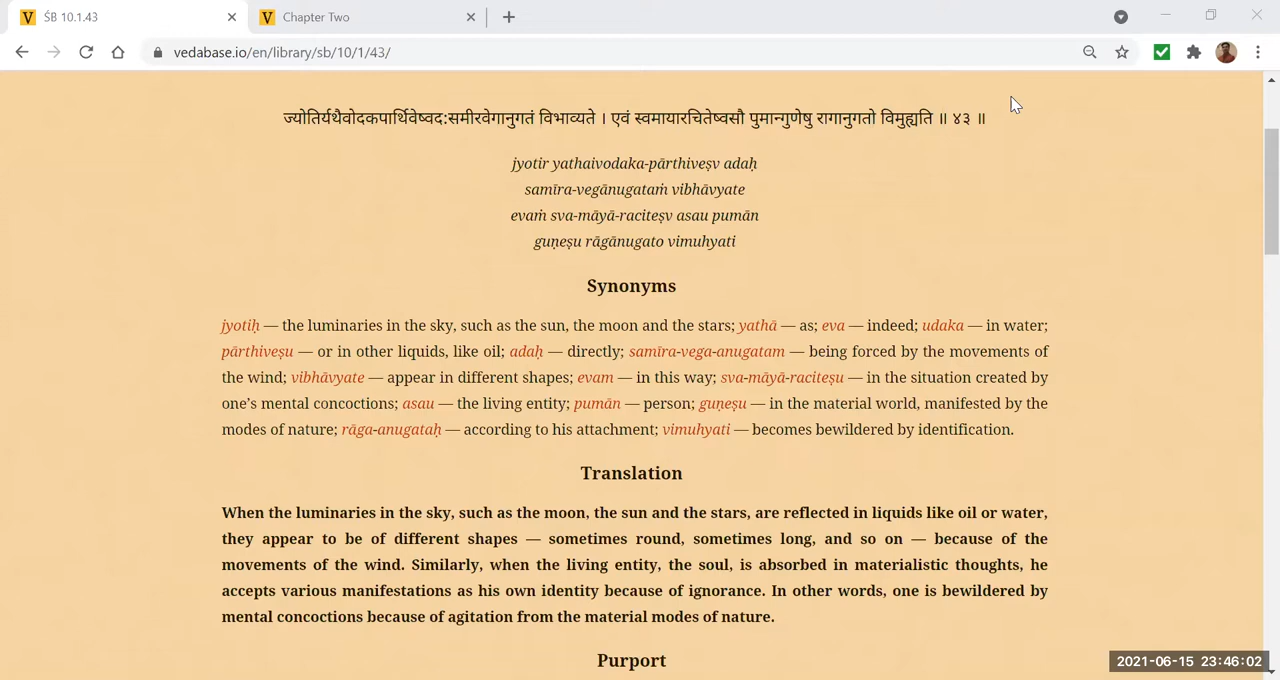 ŚB 10.1.43
Chapter Two
vedabase.io/en/library/sb/10/1/43/
ज्योतिर्यथैवोदकपार्थिवेष्वद:समीरवेगानुगतं विभाव्यते । एवं स्वमायारचितेष्वसौ पुमान्गुणेषु रागानुगतो विमुह्यति ॥ ४३ ॥
jyotir yathaivodaka-pārthiveṣv adaḥ
samīra-vegānugataṁ vibhāvyate
evaṁ sva-māyā-raciteṣv asau pumān
guṇeṣu rāgānugato vimuhyati
Synonyms
jyotiḥ — the luminaries in the sky, such as the sun, the moon and the stars; yathā — as; eva — indeed; udaka — in water;
pārthiveṣu — or in other liquids, like oil; adaḥ — directly; samīra-vega-anugatam — being forced by the movements of
the wind; vibhāvyate — appear in different shapes; evam — in this way; sva-māyā-raciteṣu — in the situation created by
one’s mental concoctions; asau — the living entity; pumān — person; guṇeṣu — in the material world, manifested by the
modes of nature; rāga-anugataḥ — according to his attachment; vimuhyati — becomes bewildered by identification.
Translation
When the luminaries in the sky, such as the moon, the sun and the stars, are reflected in liquids like oil or water,
they appear to be of different shapes — sometimes round, sometimes long, and so on — because of the
movements of the wind. Similarly, when the living entity, the soul, is absorbed in materialistic thoughts, he
accepts various manifestations as his own identity because of ignorance. In other words, one is bewildered by
mental concoctions because of agitation from the material modes of nature.
Purport
2021-06-15 23:46:02